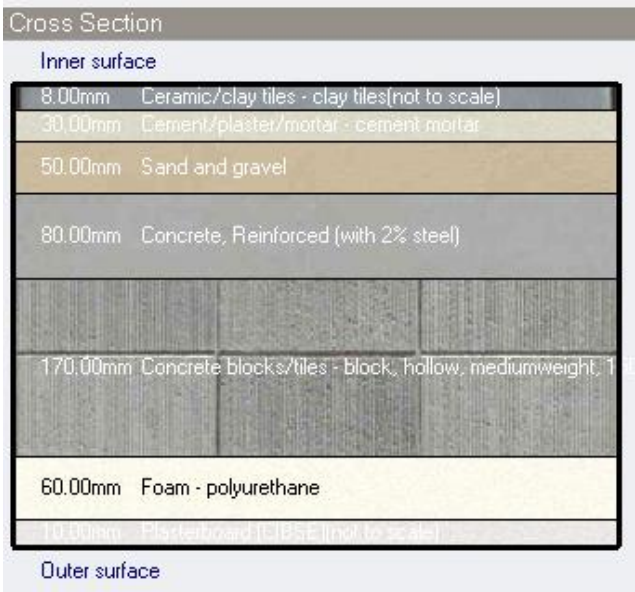 Cross Section
Inner surface
8.00mm Ceramic/clay tiles - clay tiles(not to scale)
30.00mm Cement/plaster/mortar - cement mortar
50.00mm Sand and gravel
80.00mm Concrete, Reinforced (with 2% steel)
170.00mm Concrete blocks/tiles - block, hollow, mediumweight, 1
60.00mm Foam - polyurethane
10.00mm Plasterboard (CIBSE)(not to scale)
Outer surface